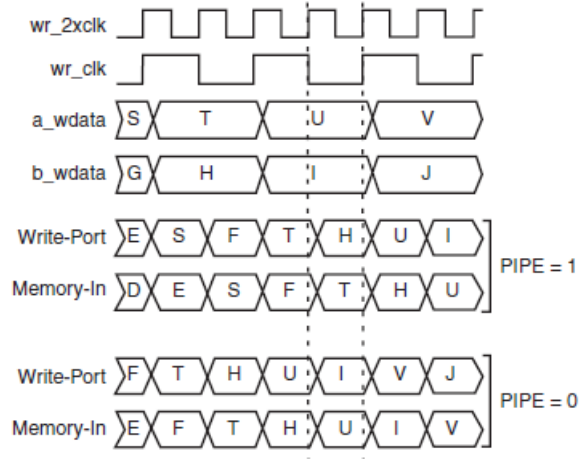 wr_2xclk
wr_clk
a_wdata S T U V
b_wdata G H I J
Write-Port E S F T H U I
PIPE = 1
Memory-In D E S F T H U
Write-Port F T H U I V J
PIPE = 0
Memory-In E F T H U I V